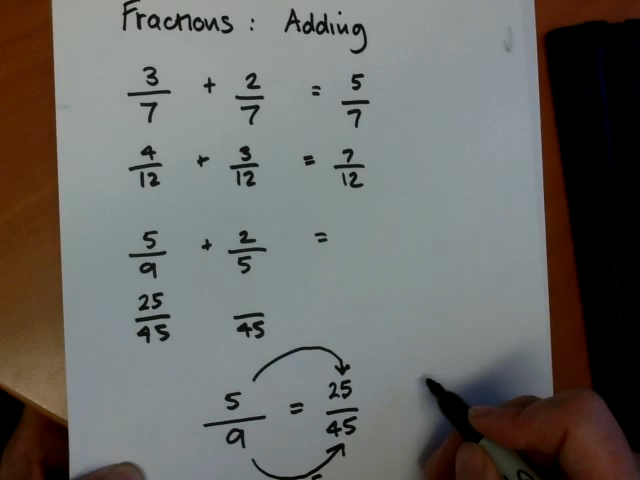 Fractions: Adding
3/7 + 2/7 = 5/7
4/12 + 3/12 = 7/12
5/9 + 2/5 =
25/45 /45
5/9 = 25/45